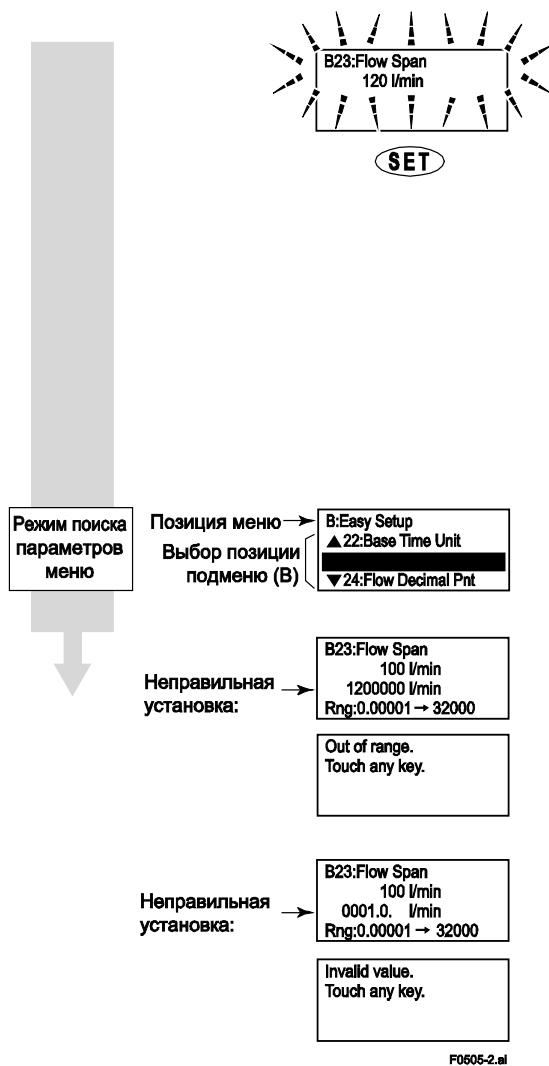 B23:Flow Span
120 l/min
SET
Режим поиска
параметров
меню
Позиция меню
Выбор позиции
подменю (B)
B:Easy Setup
▲22:Base Time Unit
▼24:Flow Decimal Pnt
Неправильная
установка:
B23:Flow Span
100 l/min
1200000 l/min
Rng:0.00001 → 32000
Out of range.
Touch any key.
Неправильная
установка:
B23:Flow Span
100 l/min
0001.0. l/min
Rng:0.00001 → 32000
Invalid value.
Touch any key.
F0505-2.ai